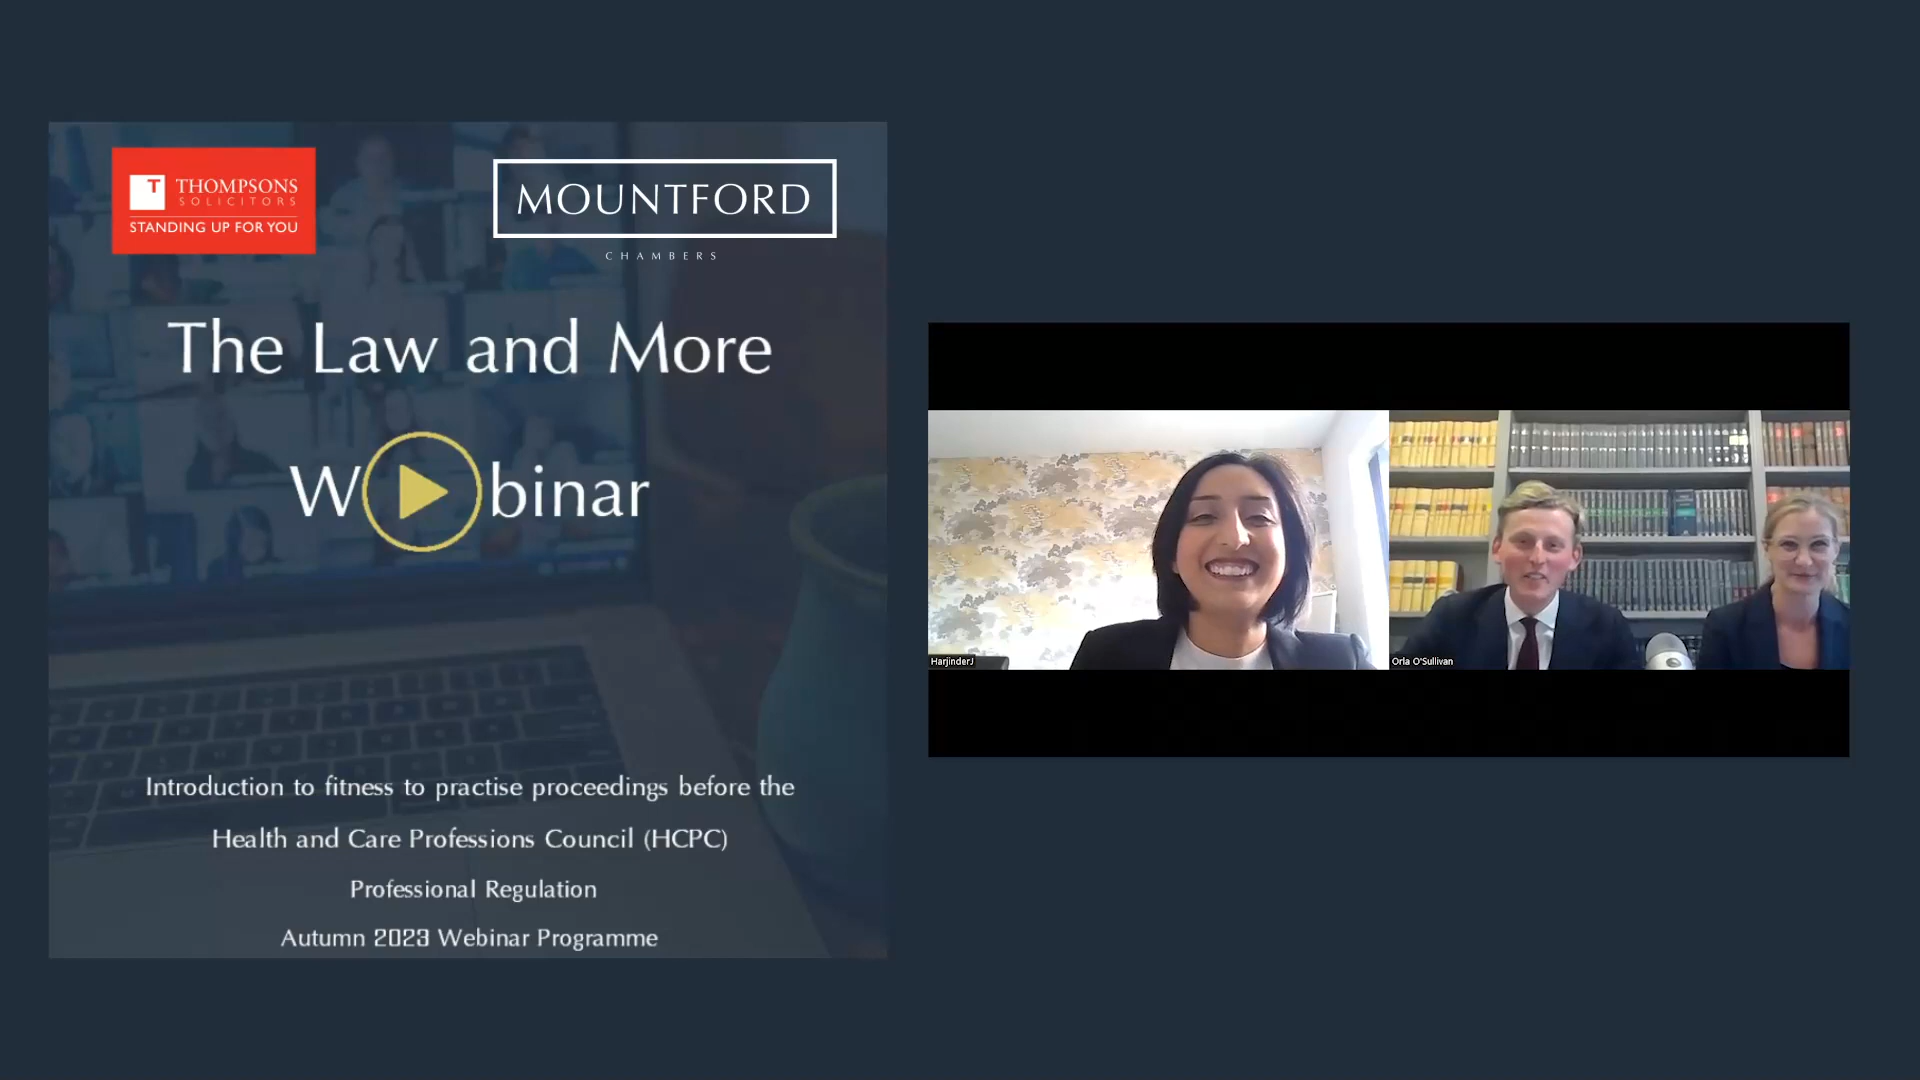 T THOMPSONS
SOLICITORS
STANDING UP FOR YOU
MOUNTFORD
CHAMBERS
The Law and More
W binar
Introduction to fitness to practise proceedings before the
Health and Care Professions Council (HCPC)
Professional Regulation
Autumn 2023 Webinar Programme
HarjinderJ
Orla O'Sullivan